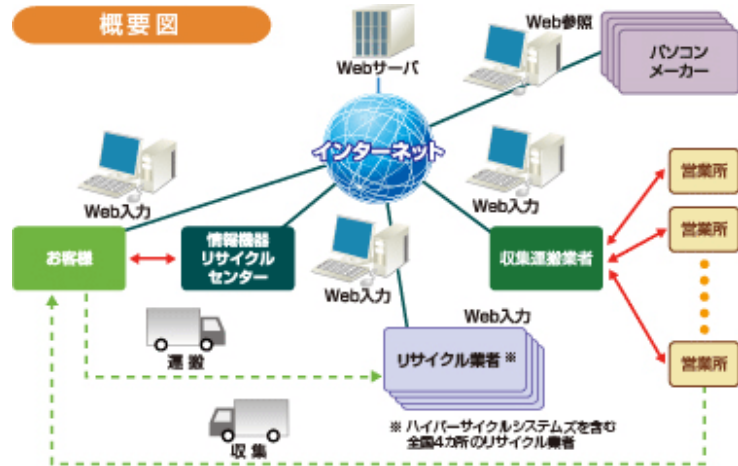 概要図
Webサーバ
Web参照
パソコン
メーカー
インターネット
Web入力
Web入力
営業所
お客様
情報機器
リサイクル
センター
Web入力
収集運搬業者
営業所
運搬
Web入力
リサイクル業者 ※
営業所
収集
※ ハイパーサイクルシステムズを含む
全国4カ所のリサイクル業者